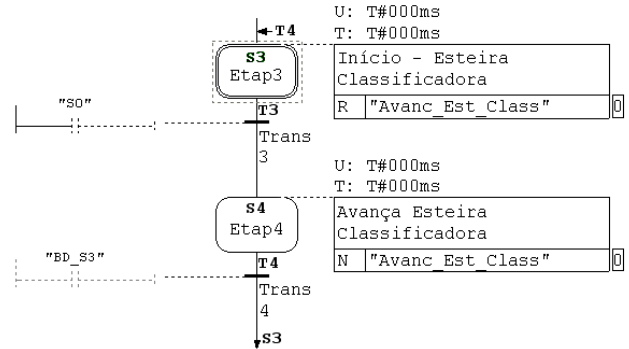 U: T#000ms
T4
T: T#000ms
S3
Etap3
Início - Esteira
Classificadora
R "Avanc_Est_Class" 0
"S0"
T3
Trans
3
U: T#000ms
T: T#000ms
S4
Etap4
Avança Esteira
Classificadora
N "Avanc_Est_Class" 0
"BD_S3"
T4
Trans
4
S3